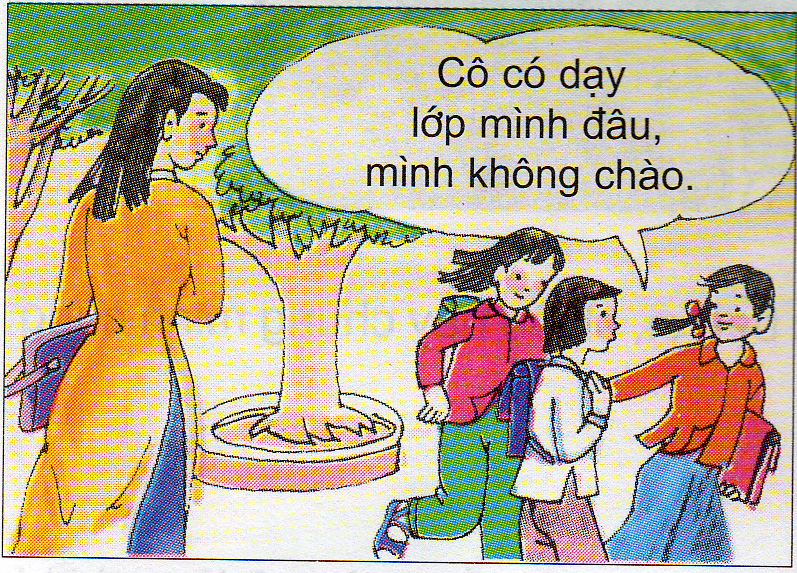 Cô có dạy
lớp mình đâu,
mình không chào.